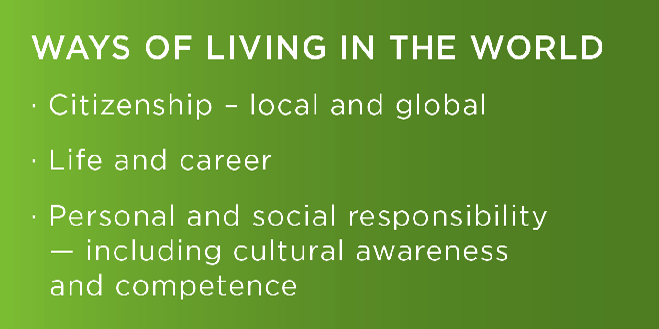 WAYS OF LIVING IN THE WORLD
· Citizenship – local and global
· Life and career
· Personal and social responsibility
— including cultural awareness
and competence